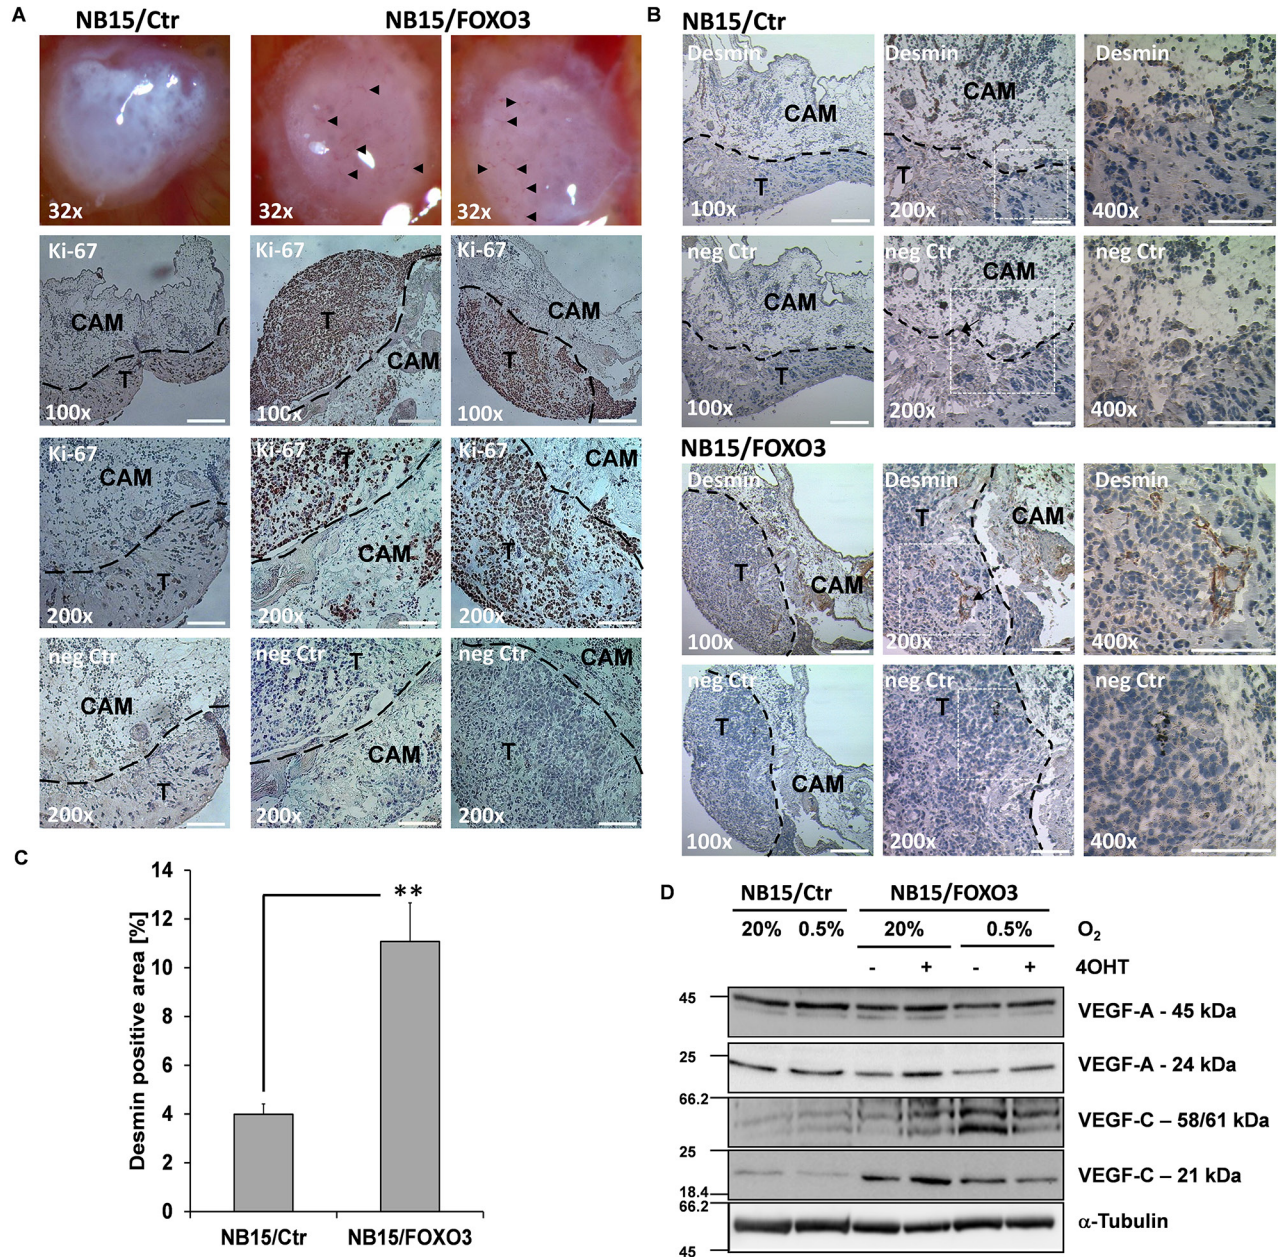 A
NB15/Ctr
NB15/FOXO3
32x
32x
32x
Ki-67
CAM
T
100x
Ki-67
T
CAM
100x
Ki-67
CAM
T
100x
Ki-67
CAM
T
200x
Ki-67
T
CAM
200x
Ki-67
CAM
T
200x
neg Ctr
CAM
T
200x
neg Ctr
T
CAM
200x
neg Ctr
CAM
T
200x
B
NB15/Ctr
Desmin
CAM
T
100x
Desmin
CAM
T
200x
Desmin
400x
neg Ctr
CAM
T
100x
neg Ctr
CAM
200x
neg Ctr
400x
NB15/FOXO3
Desmin
T
CAM
100x
Desmin
T
CAM
200x
Desmin
400x
neg Ctr
T
CAM
100x
neg Ctr
T
200x
neg Ctr
400x
C
Desmin positive area [%]
14
12
10
8
6
4
2
0
**
NB15/Ctr
NB15/FOXO3
D
NB15/Ctr
NB15/FOXO3
20%
0.5%
20%
0.5%
O2
- + - + 4OHT
45
VEGF-A - 45 kDa
25
VEGF-A - 24 kDa
66.2
VEGF-C – 58/61 kDa
25
VEGF-C – 21 kDa
18.4
66.2
α-Tubulin
45